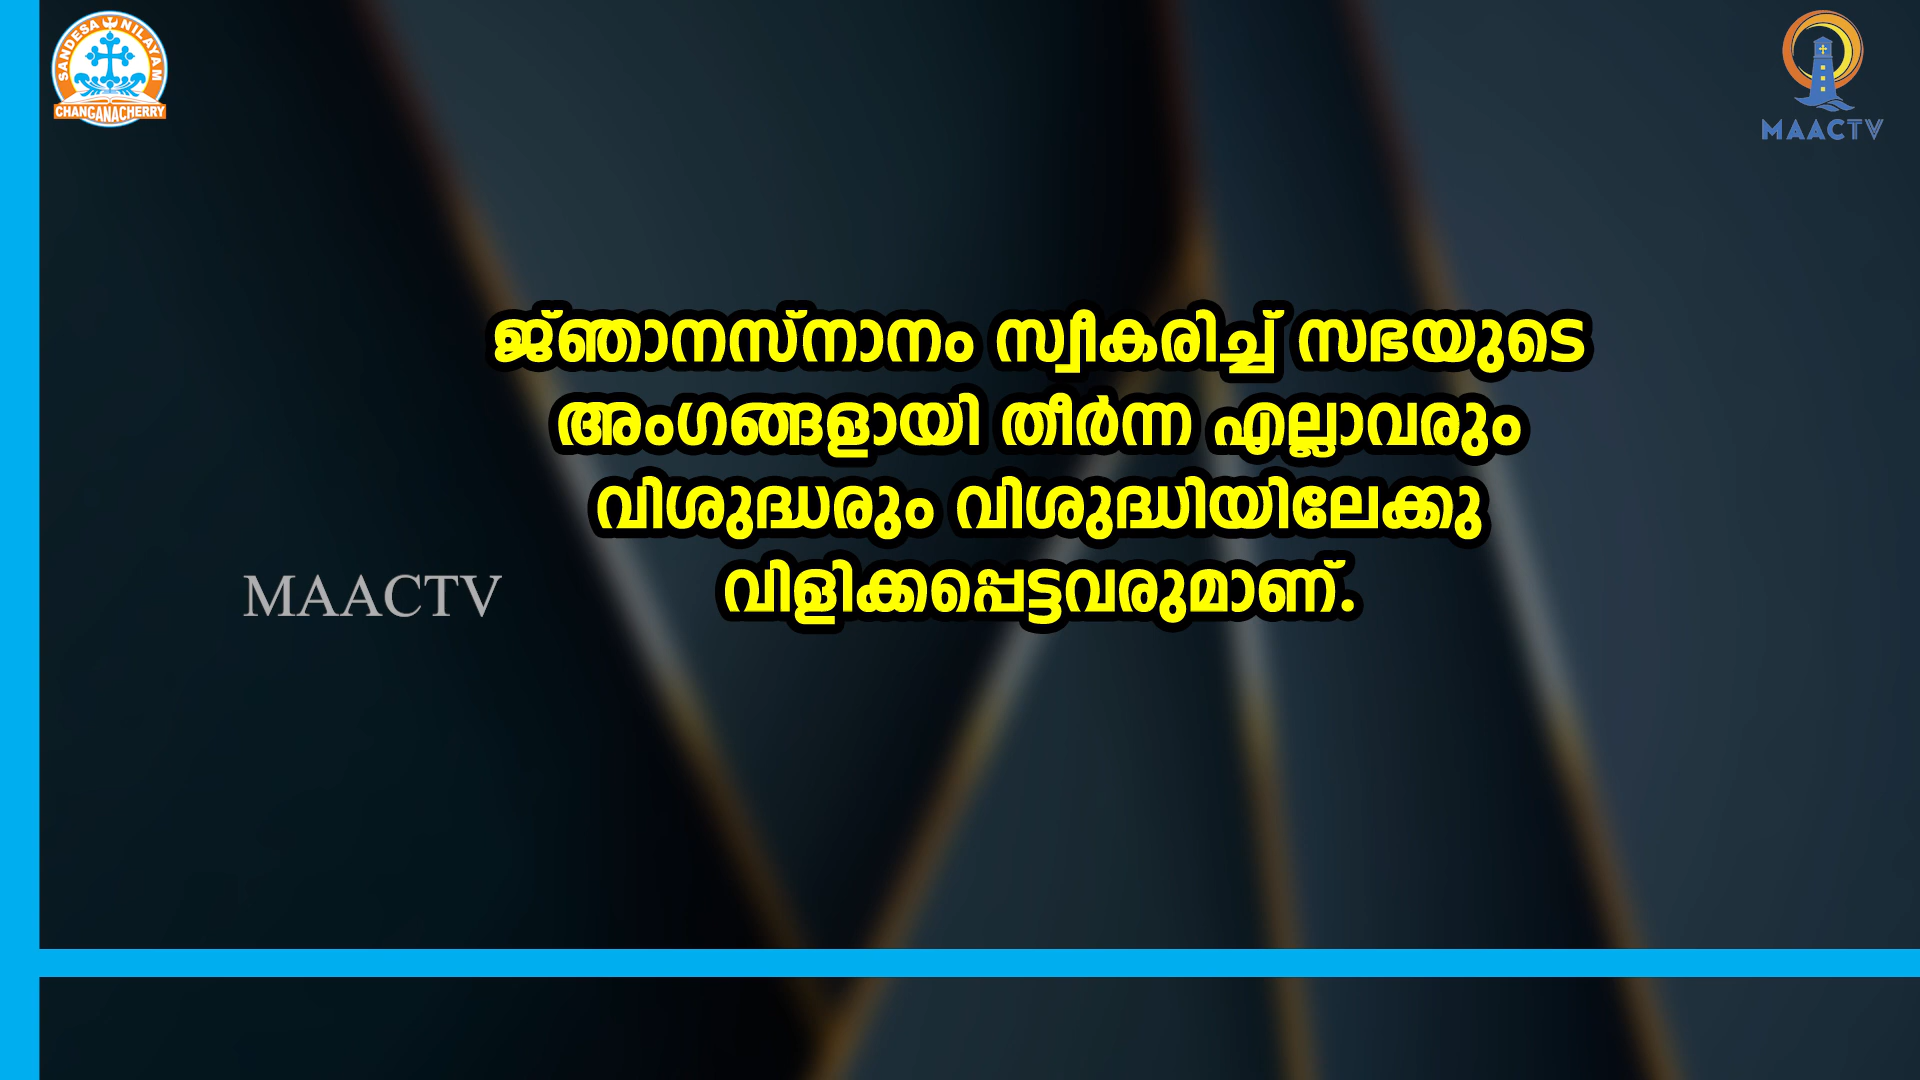 SANDESA NILAYAM
CHANGANACHERRY
MAACTV
ജ്ഞാനസ്നാനം സ്വീകരിച്ച് സഭയുടെ
അംഗങ്ങളായി തീർന്ന എല്ലാവരും
വിശുദ്ധരും വിശുദ്ധിയിലേക്കു
വിളിക്കപ്പെട്ടവരുമാണ്.
MAACTV